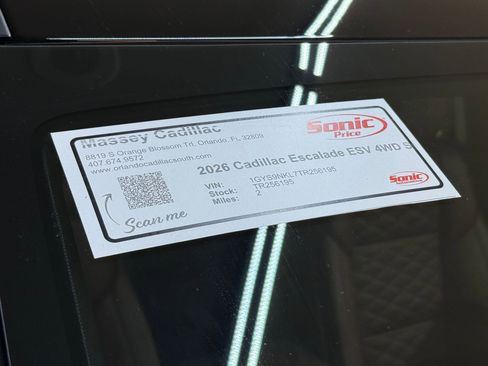 Massey Cadillac
8819 S Orange Blossom Trl, Orlando, FL, 32809
407.674.9572
www.orlandocadillacsouth.com
Sonic
Price
2026 Cadillac Escalade ESV 4WD S
VIN: 1GYS9NKL7TR256195
Stock: TR256195
Miles: 2
Scan me
Sonic